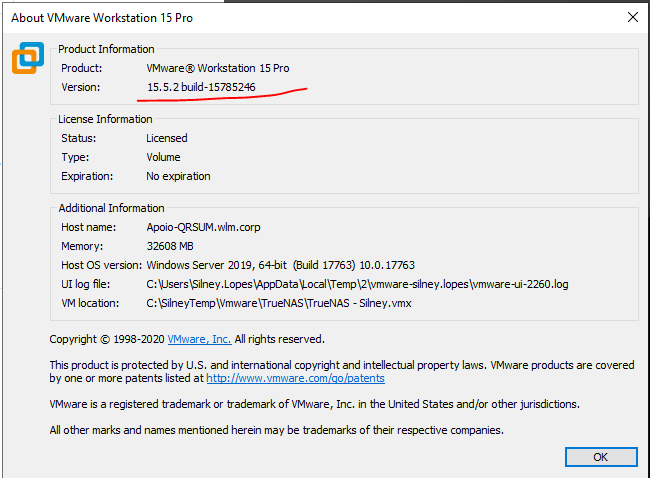 About VMware Workstation 15 Pro
Product Information
Product: VMware® Workstation 15 Pro
Version: 15.5.2 build-15785246
License Information
Status: Licensed
Type: Volume
Expiration: No expiration
Additional Information
Host name: Apoio-QRSUM.wlm.corp
Memory: 32608 MB
Host OS version: Windows Server 2019, 64-bit (Build 17763) 10.0.17763
UI log file: C:\Users\Silney.Lopes\AppData\Local\Temp\2\vmware-silney.lopes\vmware-ui-2260.log
VM location: C:\SilneyTemp\Vmware\TrueNAS\TrueNAS - Silney.vmx
Copyright © 1998-2020 VMware, Inc. All rights reserved.
This product is protected by U.S. and international copyright and intellectual property laws. VMware products are covered
by one or more patents listed at http://www.vmware.com/go/patents
VMware is a registered trademark or trademark of VMware, Inc. in the United States and/or other jurisdictions.
All other marks and names mentioned herein may be trademarks of their respective companies.
OK